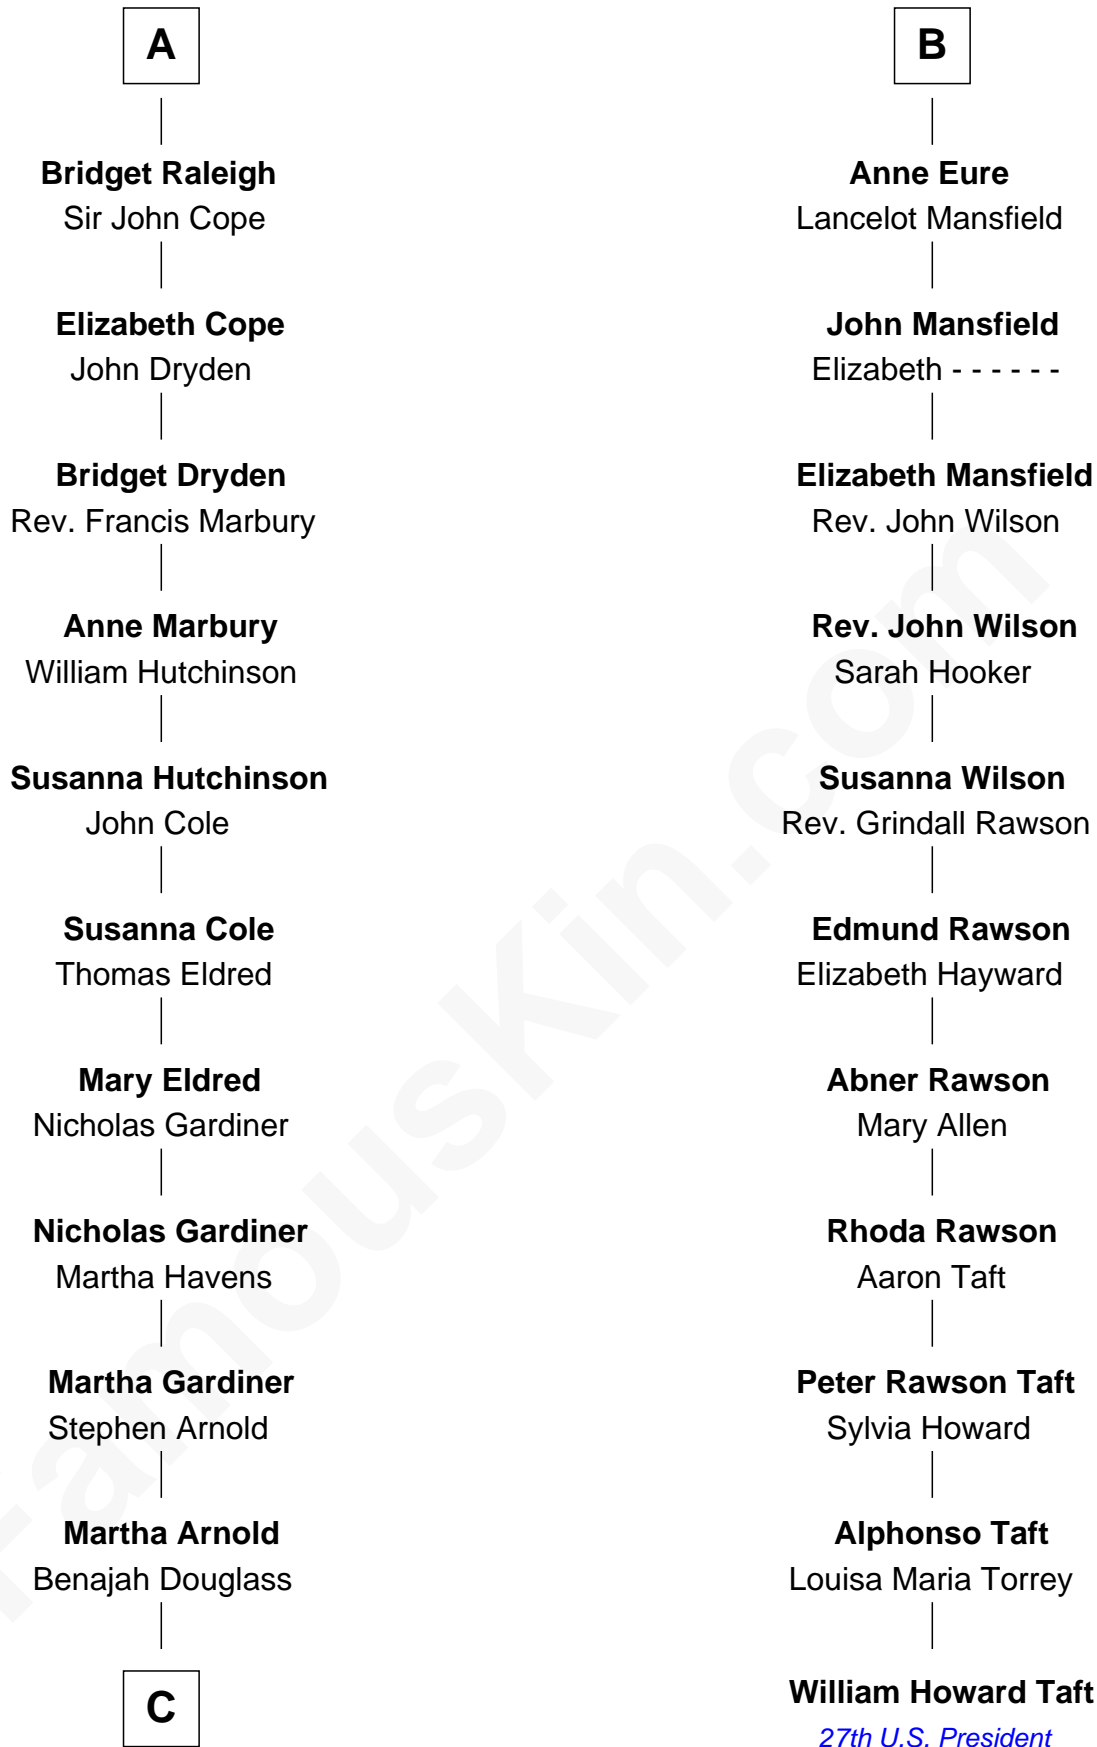 A
Bridget Raleigh
Sir John Cope
Elizabeth Cope
John Dryden
Bridget Dryden
Rev. Francis Marbury
Anne Marbury
William Hutchinson
Susanna Hutchinson
John Cole
Susanna Cole
Thomas Eldred
Mary Eldred
Nicholas Gardiner
Nicholas Gardiner
Martha Havens
Martha Gardiner
Stephen Arnold
Martha Arnold
Benajah Douglass
C
B
Anne Eure
Lancelot Mansfield
John Mansfield
Elizabeth - - - - - -
Elizabeth Mansfield
Rev. John Wilson
Rev. John Wilson
Sarah Hooker
Susanna Wilson
Rev. Grindall Rawson
Edmund Rawson
Elizabeth Hayward
Abner Rawson
Mary Allen
Rhoda Rawson
Aaron Taft
Peter Rawson Taft
Sylvia Howard
Alphonso Taft
Louisa Maria Torrey
William Howard Taft
27th U.S. President
FamousKin.com